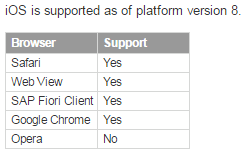 iOS is supported as of platform version 8.
Browser Support
Safari Yes
Web View Yes
SAP Fiori Client Yes
Google Chrome Yes
Opera No